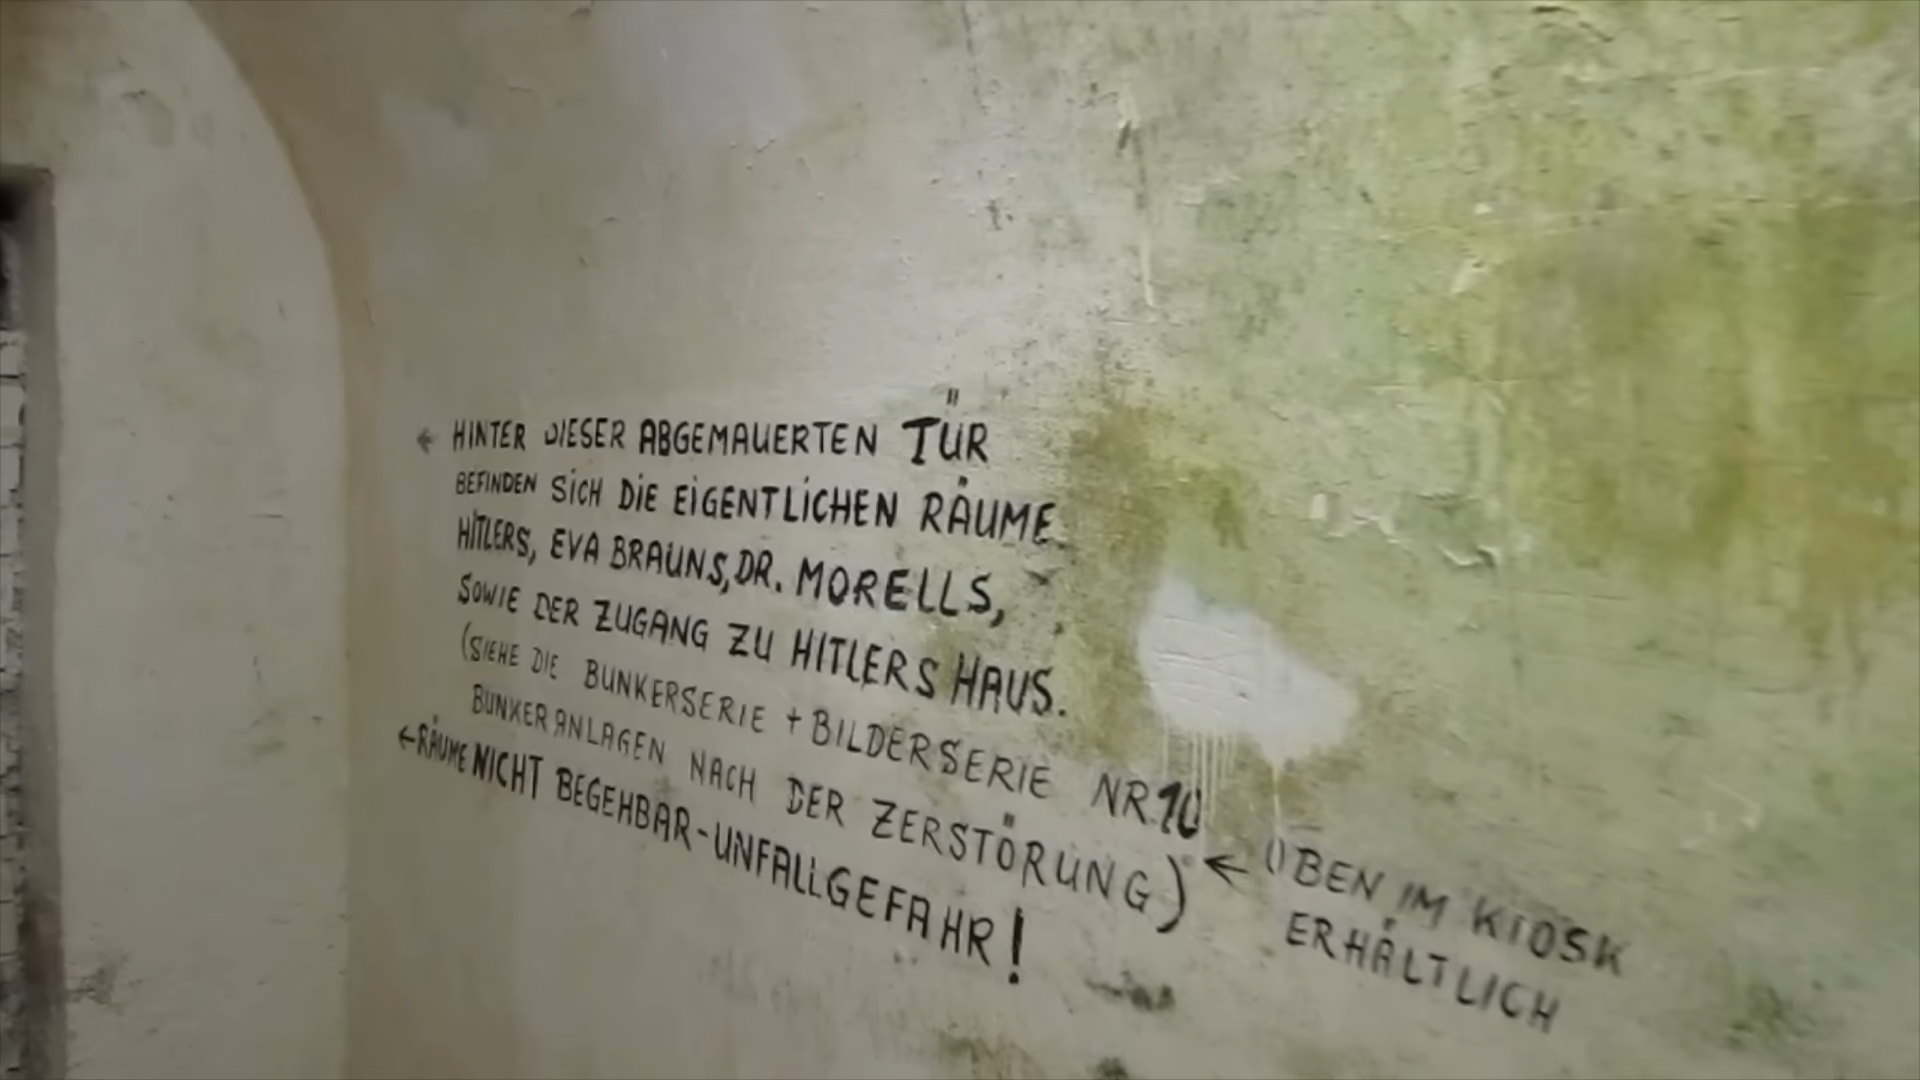 ← HINTER DIESER ABGEMAUERTEN TÜR
BEFINDEN SICH DIE EIGENTLICHEN RÄUME
HITLERS, EVA BRAUNS, DR. MORELLS,
SOWIE DER ZUGANG ZU HITLERS HAUS.
(SIEHE DIE BUNKERSERIE + BILDERSERIE NR. 10
BUNKERANLAGEN NACH DER ZERSTÖRUNG) ← OBEN IM KIOSK
ERHÄLTLICH
← RÄUME NICHT BEGEHBAR - UNFALLGEFAHR!